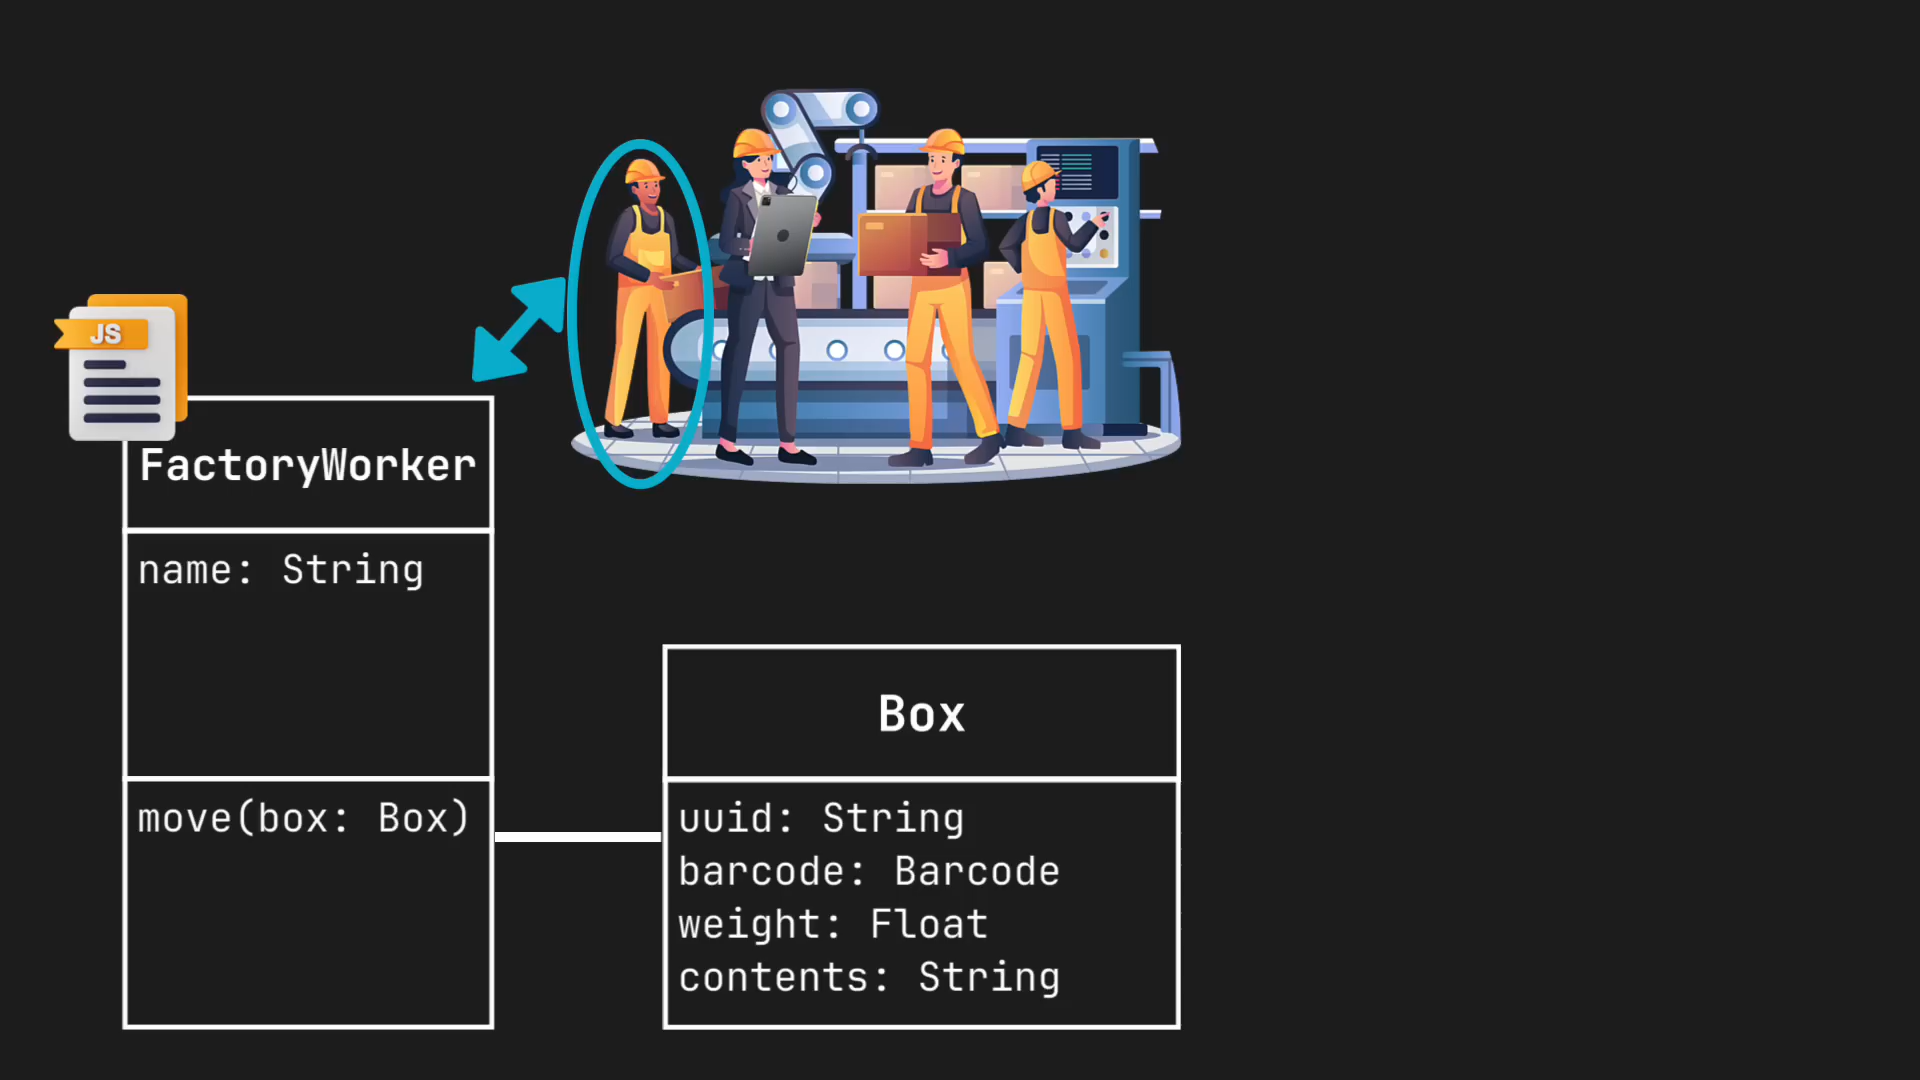 JS
FactoryWorker
name: String
move(box: Box)
Box
uuid: String
barcode: Barcode
weight: Float
contents: String